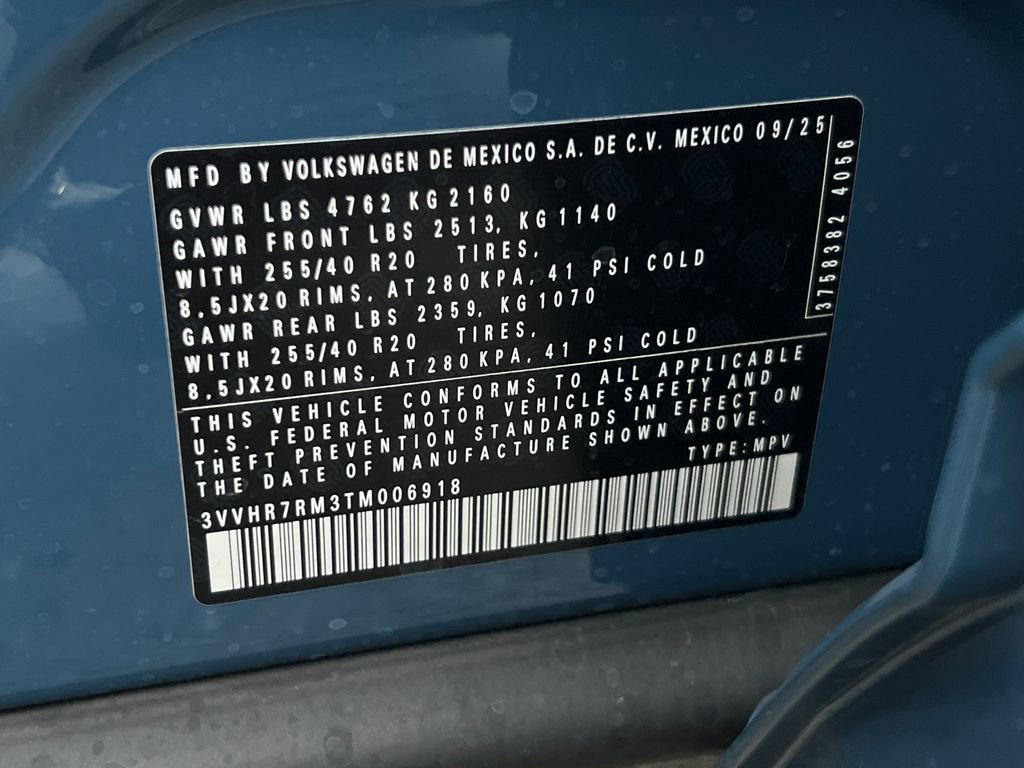 MFD BY VOLKSWAGEN DE MEXICO S.A. DE C.V. MEXICO 09/25
GVWR LBS 4762 KG 2160
GAWR FRONT LBS 2513, KG 1140
WITH 255/40 R20 TIRES,
8,5JX20 RIMS, AT 280 KPA, 41 PSI COLD
GAWR REAR LBS 2359, KG 1070
WITH 255/40 R20 TIRES,
8,5JX20 RIMS, AT 280 KPA, 41 PSI COLD
3758382 4056
THIS VEHICLE CONFORMS TO ALL APPLICABLE
U.S. FEDERAL MOTOR VEHICLE SAFETY AND
THEFT PREVENTION STANDARDS IN EFFECT ON
THE DATE OF MANUFACTURE SHOWN ABOVE.
3VVHR7RM3TM006918 TYPE: MPV